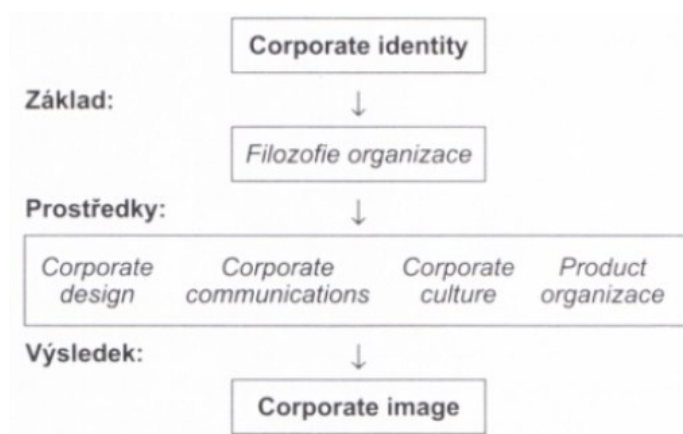 Corporate identity
Základ:
↓
Filozofie organizace
Prostředky:
↓
Corporate design
Corporate communications
Corporate culture
Product organizace
Výsledek:
↓
Corporate image